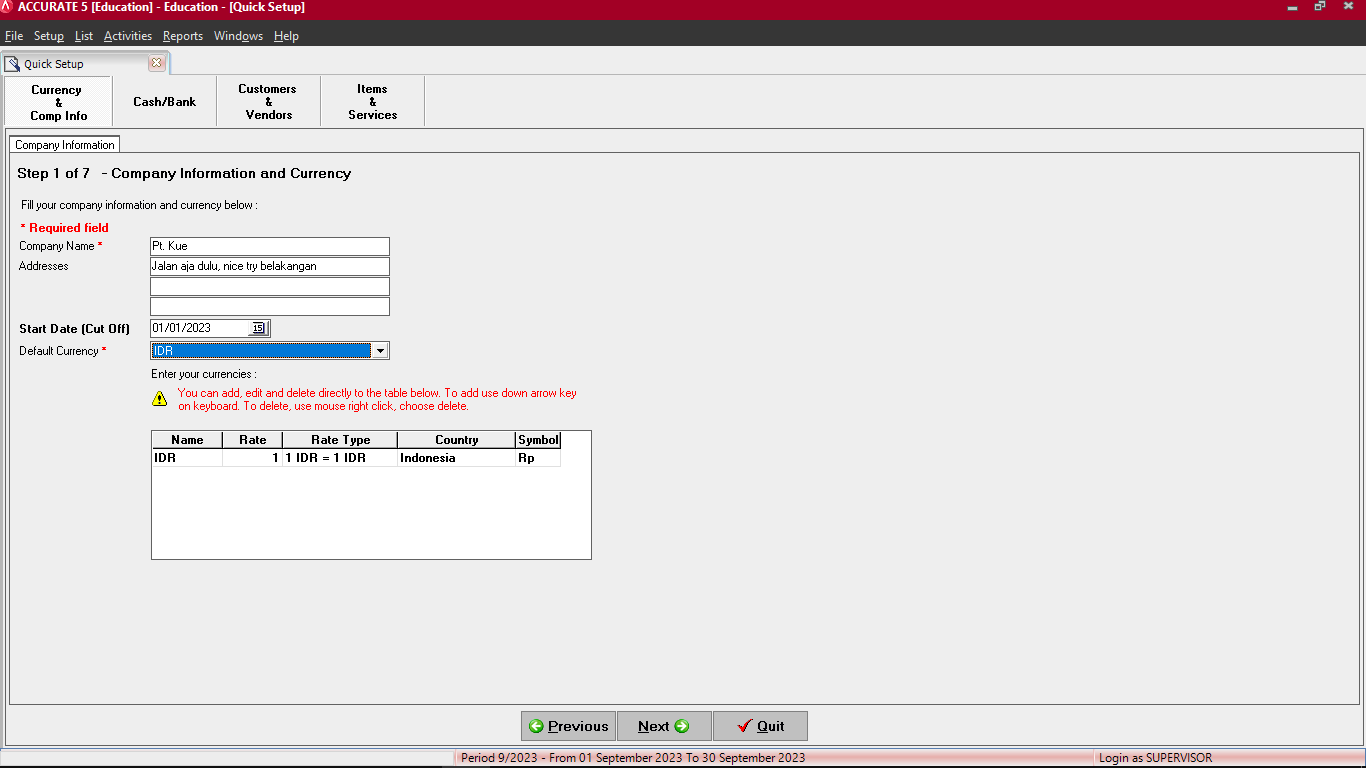 ACCURATE 5 [Education] - Education - [Quick Setup]
File Setup List Activities Reports Windows Help
Quick Setup
Currency
&
Comp Info
Cash/Bank
Customers
&
Vendors
Items
&
Services
Company Information
Step 1 of 7 - Company Information and Currency
Fill your company information and currency below :
* Required field
Company Name * Pt. Kue
Addresses Jalan aja dulu, nice try belakangan
Start Date (Cut Off) 01/01/2023 15
Default Currency * IDR
Enter your currencies :
You can add, edit and delete directly to the table below. To add use down arrow key
on keyboard. To delete, use mouse right click, choose delete.
Name Rate Rate Type Country Symbol
IDR 1 1 IDR = 1 IDR Indonesia Rp
Previous Next Quit
Period 9/2023 - From 01 September 2023 To 30 September 2023 Login as SUPERVISOR